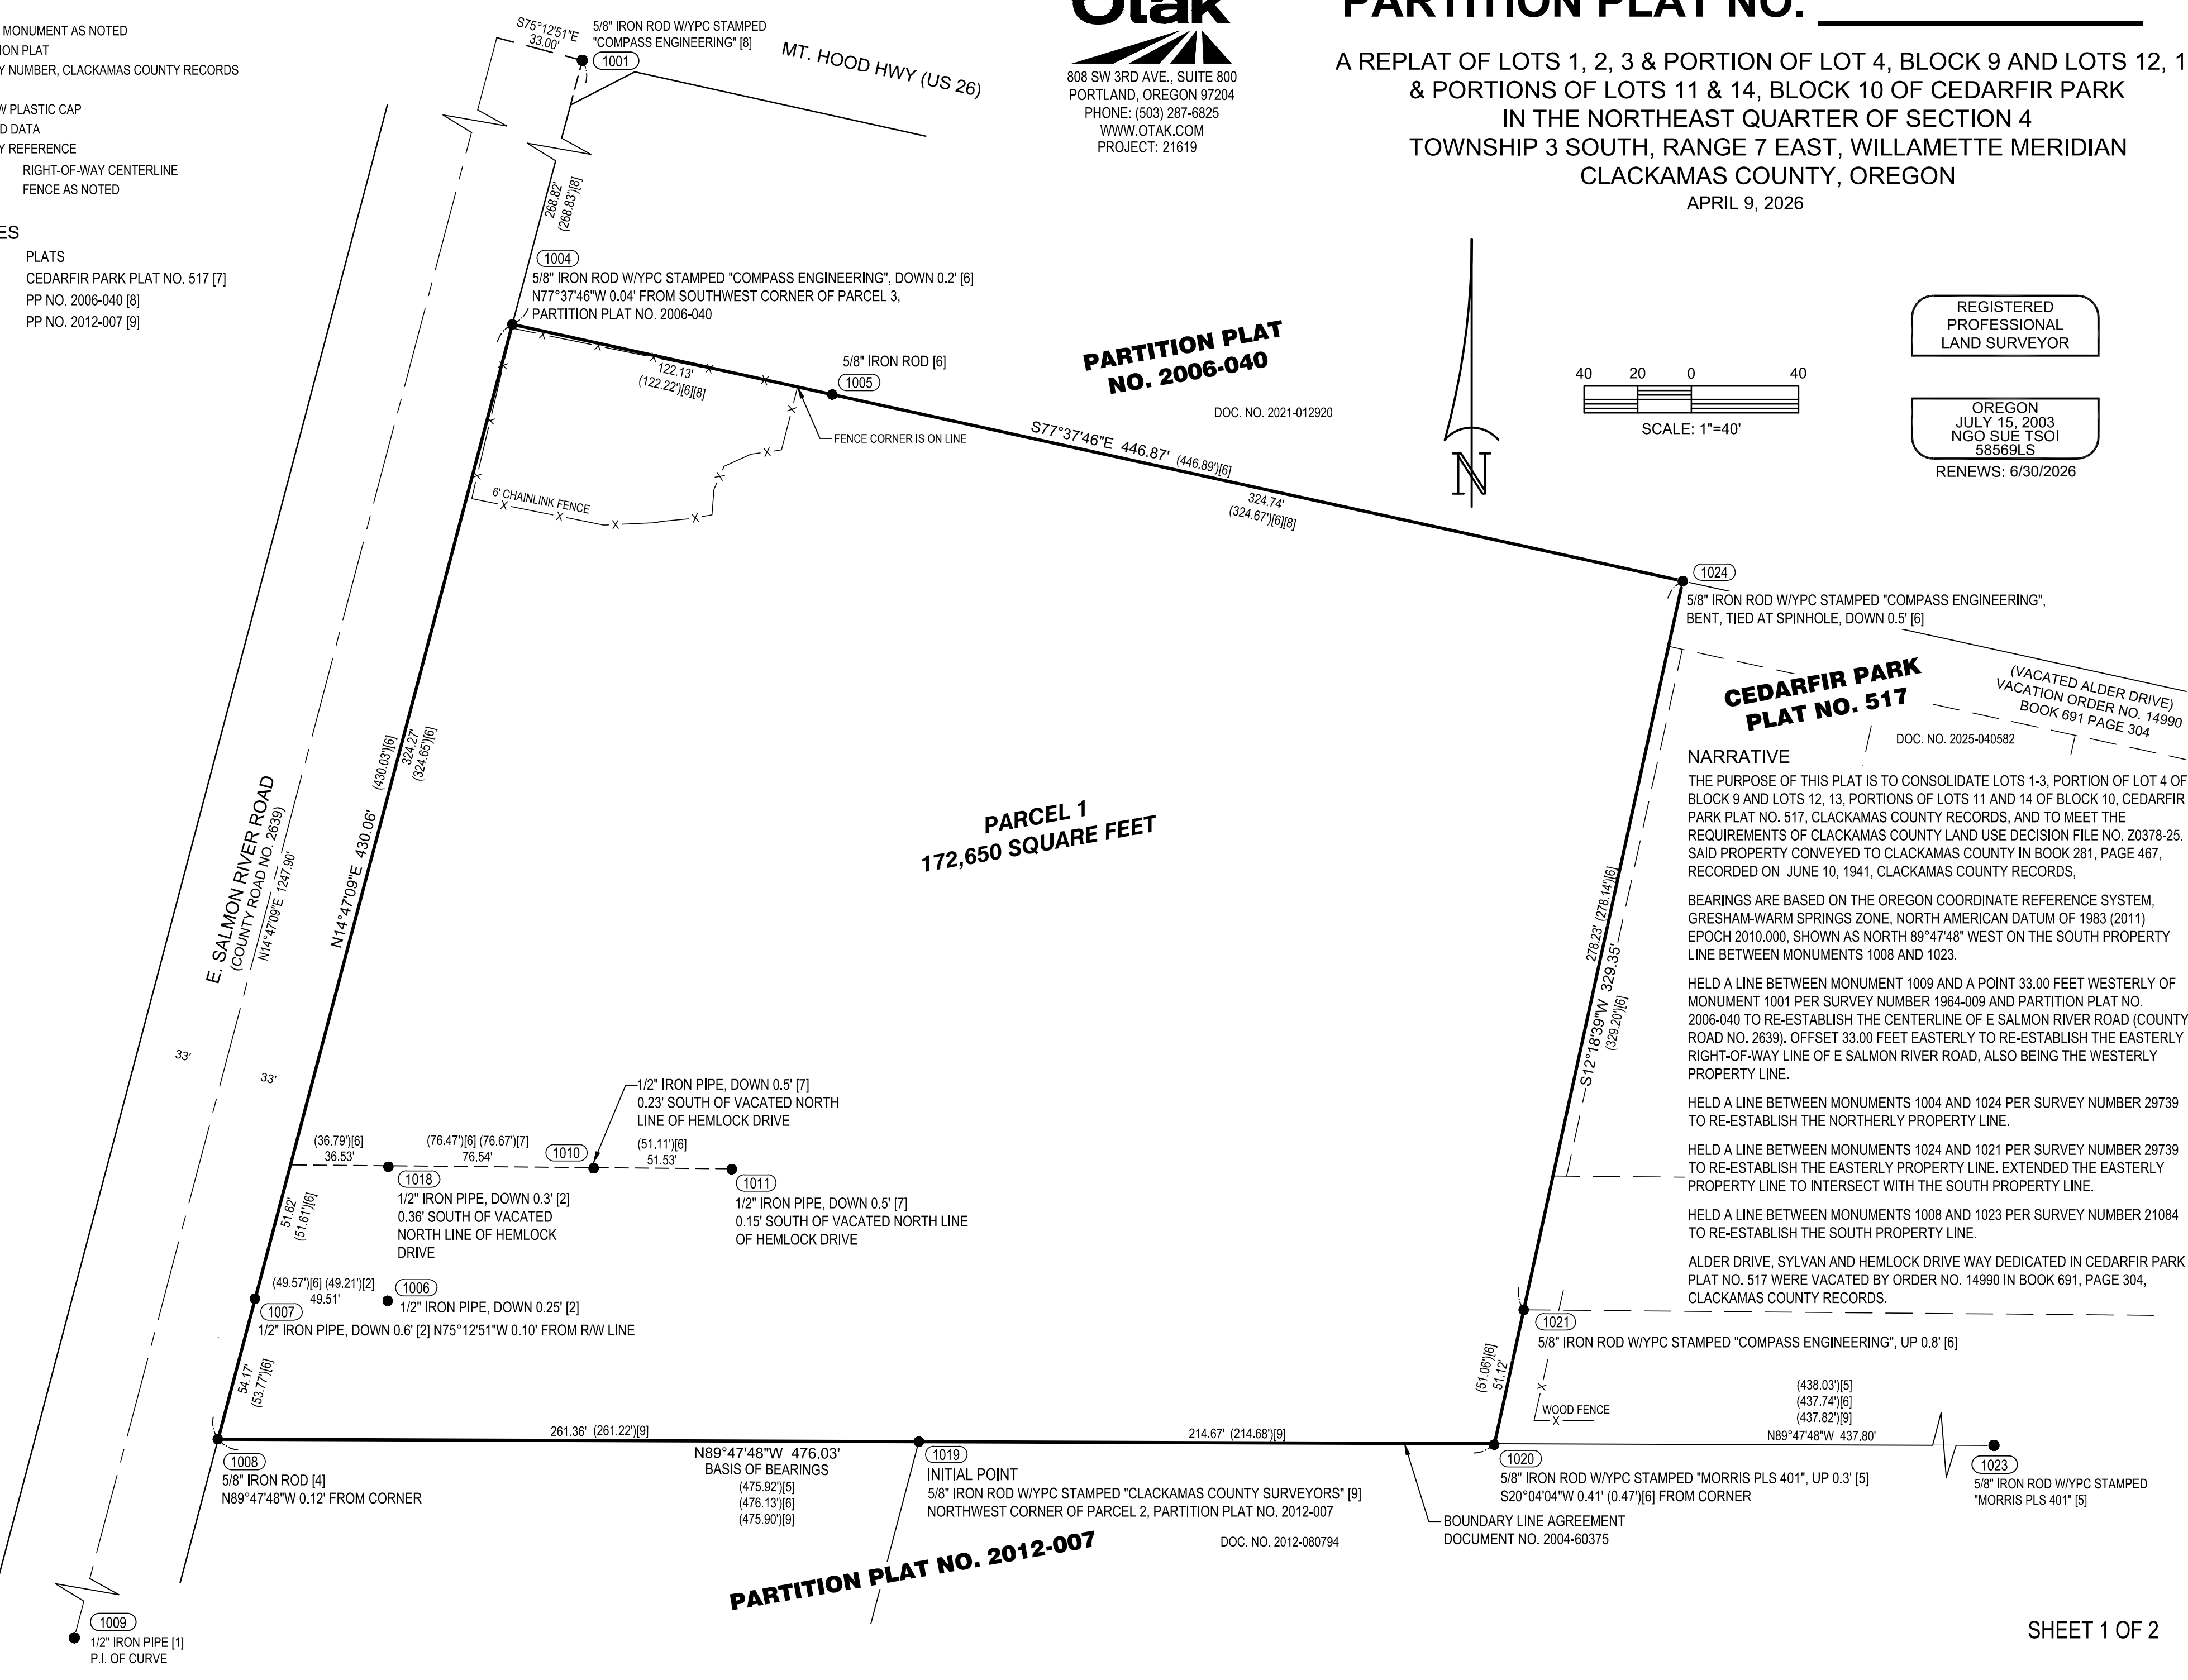 MONUMENT AS NOTED
ION PLAT
Y NUMBER, CLACKAMAS COUNTY RECORDS
W PLASTIC CAP
D DATA
Y REFERENCE
RIGHT-OF-WAY CENTERLINE
FENCE AS NOTED
ES
PLATS
CEDARFIR PARK PLAT NO. 517 [7]
PP NO. 2006-040 [8]
PP NO. 2012-007 [9]
S75°12'51"E
33.00'
5/8" IRON ROD W/YPC STAMPED
"COMPASS ENGINEERING" [8]
1001
MT. HOOD HWY (US 26)
268.82'
(268.83')[8]
Otak
808 SW 3RD AVE., SUITE 800
PORTLAND, OREGON 97204
PHONE: (503) 287-6825
WWW.OTAK.COM
PROJECT: 21619
PARTITION PLAT NO.
A REPLAT OF LOTS 1, 2, 3 & PORTION OF LOT 4, BLOCK 9 AND LOTS 12, 1
& PORTIONS OF LOTS 11 & 14, BLOCK 10 OF CEDARFIR PARK
IN THE NORTHEAST QUARTER OF SECTION 4
TOWNSHIP 3 SOUTH, RANGE 7 EAST, WILLAMETTE MERIDIAN
CLACKAMAS COUNTY, OREGON
APRIL 9, 2026
1004
5/8" IRON ROD W/YPC STAMPED "COMPASS ENGINEERING", DOWN 0.2' [6]
N77°37'46"W 0.04' FROM SOUTHWEST CORNER OF PARCEL 3,
PARTITION PLAT NO. 2006-040
X X X X X
122.13'
(122.22')[6][8]
5/8" IRON ROD [6]
1005
FENCE CORNER IS ON LINE
X X X X X X X X X X
6' CHAINLINK FENCE
PARTITION PLAT
NO. 2006-040
DOC. NO. 2021-012920
S77°37'46"E 446.87' (446.89')[6]
324.74'
(324.67')[6][8]
N
40 20 0 40
SCALE: 1"=40'
REGISTERED
PROFESSIONAL
LAND SURVEYOR
OREGON
JULY 15, 2003
NGO SUE TSOI
58569LS
RENEWS: 6/30/2026
1024
5/8" IRON ROD W/YPC STAMPED "COMPASS ENGINEERING",
BENT, TIED AT SPINHOLE, DOWN 0.5' [6]
CEDARFIR PARK
PLAT NO. 517
(VACATED ALDER DRIVE)
VACATION ORDER NO. 14990
BOOK 691 PAGE 304
DOC. NO. 2025-040582
NARRATIVE
THE PURPOSE OF THIS PLAT IS TO CONSOLIDATE LOTS 1-3, PORTION OF LOT 4 OF
BLOCK 9 AND LOTS 12, 13, PORTIONS OF LOTS 11 AND 14 OF BLOCK 10, CEDARFIR
PARK PLAT NO. 517, CLACKAMAS COUNTY RECORDS, AND TO MEET THE
REQUIREMENTS OF CLACKAMAS COUNTY LAND USE DECISION FILE NO. Z0378-25.
SAID PROPERTY CONVEYED TO CLACKAMAS COUNTY IN BOOK 281, PAGE 467,
RECORDED ON JUNE 10, 1941, CLACKAMAS COUNTY RECORDS,
BEARINGS ARE BASED ON THE OREGON COORDINATE REFERENCE SYSTEM,
GRESHAM-WARM SPRINGS ZONE, NORTH AMERICAN DATUM OF 1983 (2011)
EPOCH 2010.000, SHOWN AS NORTH 89°47'48" WEST ON THE SOUTH PROPERTY
LINE BETWEEN MONUMENTS 1008 AND 1023.
HELD A LINE BETWEEN MONUMENT 1009 AND A POINT 33.00 FEET WESTERLY OF
MONUMENT 1001 PER SURVEY NUMBER 1964-009 AND PARTITION PLAT NO.
2006-040 TO RE-ESTABLISH THE CENTERLINE OF E SALMON RIVER ROAD (COUNTY
ROAD NO. 2639). OFFSET 33.00 FEET EASTERLY TO RE-ESTABLISH THE EASTERLY
RIGHT-OF-WAY LINE OF E SALMON RIVER ROAD, ALSO BEING THE WESTERLY
PROPERTY LINE.
HELD A LINE BETWEEN MONUMENTS 1004 AND 1024 PER SURVEY NUMBER 29739
TO RE-ESTABLISH THE NORTHERLY PROPERTY LINE.
HELD A LINE BETWEEN MONUMENTS 1024 AND 1021 PER SURVEY NUMBER 29739
TO RE-ESTABLISH THE EASTERLY PROPERTY LINE. EXTENDED THE EASTERLY
PROPERTY LINE TO INTERSECT WITH THE SOUTH PROPERTY LINE.
HELD A LINE BETWEEN MONUMENTS 1008 AND 1023 PER SURVEY NUMBER 21084
TO RE-ESTABLISH THE SOUTH PROPERTY LINE.
ALDER DRIVE, SYLVAN AND HEMLOCK DRIVE WAY DEDICATED IN CEDARFIR PARK
PLAT NO. 517 WERE VACATED BY ORDER NO. 14990 IN BOOK 691, PAGE 304,
CLACKAMAS COUNTY RECORDS.
E. SALMON RIVER ROAD
(COUNTY ROAD NO. 2639)
N14°47'09"E 1247.90'
33'
33'
N14°47'09"E 430.06'
(430.03')[6]
324.27'
(324.65')[6]
PARCEL 1
172,650 SQUARE FEET
278.23' (278.14')[6]
S12°18'39"W 329.35'
(329.20')[6]
(36.79')[6]
36.53'
(76.47')[6] (76.67')[7]
76.54'
1010
1/2" IRON PIPE, DOWN 0.5' [7]
0.23' SOUTH OF VACATED NORTH
LINE OF HEMLOCK DRIVE
(51.11')[6]
51.53'
1018
1/2" IRON PIPE, DOWN 0.3' [2]
0.36' SOUTH OF VACATED
NORTH LINE OF HEMLOCK
DRIVE
1011
1/2" IRON PIPE, DOWN 0.5' [7]
0.15' SOUTH OF VACATED NORTH LINE
OF HEMLOCK DRIVE
51.62'
(51.61')[6]
(49.57')[6] (49.21')[2]
49.51'
1006
1/2" IRON PIPE, DOWN 0.25' [2]
1007
1/2" IRON PIPE, DOWN 0.6' [2] N75°12'51"W 0.10' FROM R/W LINE
54.17'
(53.77')[6]
1021
5/8" IRON ROD W/YPC STAMPED "COMPASS ENGINEERING", UP 0.8' [6]
(51.06')[6]
51.12'
X
WOOD FENCE
X
(438.03')[5]
(437.74')[6]
(437.82')[9]
N89°47'48"W 437.80'
261.36' (261.22')[9]
214.67' (214.68')[9]
N89°47'48"W 476.03'
BASIS OF BEARINGS
(475.92')[5]
(476.13')[6]
(475.90')[9]
1008
5/8" IRON ROD [4]
N89°47'48"W 0.12' FROM CORNER
1019
INITIAL POINT
5/8" IRON ROD W/YPC STAMPED "CLACKAMAS COUNTY SURVEYORS" [9]
NORTHWEST CORNER OF PARCEL 2, PARTITION PLAT NO. 2012-007
1020
5/8" IRON ROD W/YPC STAMPED "MORRIS PLS 401", UP 0.3' [5]
S20°04'04"W 0.41' (0.47')[6] FROM CORNER
1023
5/8" IRON ROD W/YPC STAMPED
"MORRIS PLS 401" [5]
BOUNDARY LINE AGREEMENT
DOCUMENT NO. 2004-60375
DOC. NO. 2012-080794
PARTITION PLAT NO. 2012-007
1009
1/2" IRON PIPE [1]
P.I. OF CURVE
SHEET 1 OF 2